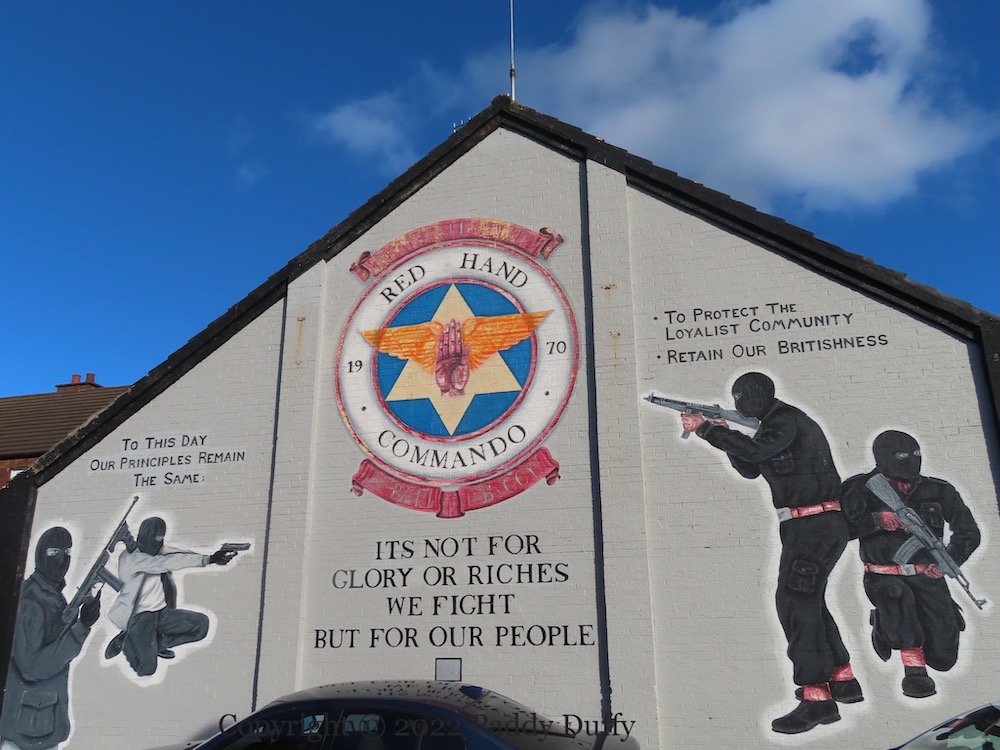 RED HAND
19 70
COMMANDO
TO THIS DAY
OUR PRINCIPLES REMAIN
THE SAME:
ITS NOT FOR
GLORY OR RICHES
WE FIGHT
BUT FOR OUR PEOPLE
• TO PROTECT THE
LOYALIST COMMUNITY
• RETAIN OUR BRITISHNESS
Copyright © 2022 Paddy Duffy